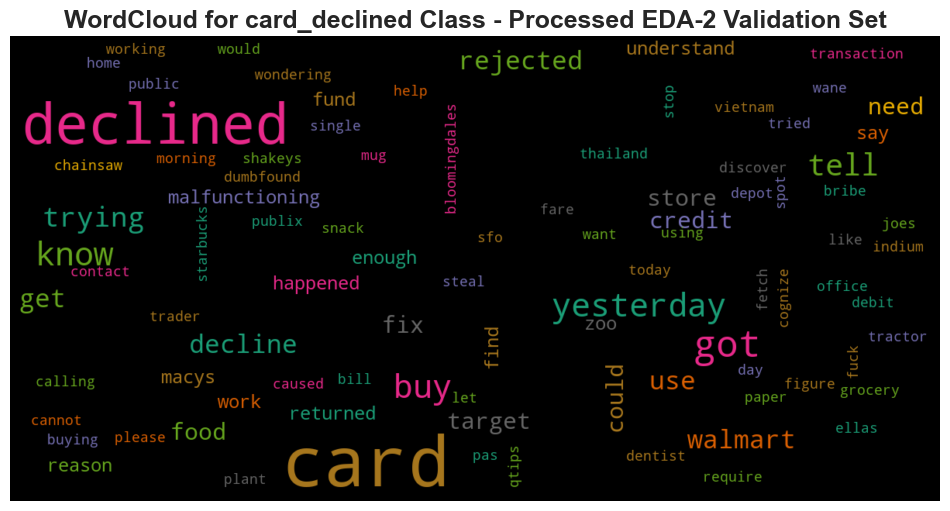 WordCloud for card_declined Class - Processed EDA-2 Validation Set
working would understand transaction
home rejected
public wondering wane
fund help stop vietnam need
declined single tried say
bloomingdales
chainsaw morning shakeys mug thailand tell
dumbfound discover
malfunctioning store depot spot bribe
trying starbucks publix snack fare credit using joes
know sfo want like indium
contact enough today
get happened steal fetch cognize office
yesterday debit
trader fix zoo
decline find got tractor
calling macys caused bill buy could use day fuck
figure grocery
work let paper
cannot returned target
buying please food walmart ellas
reason card pas qtips dentist
plant require